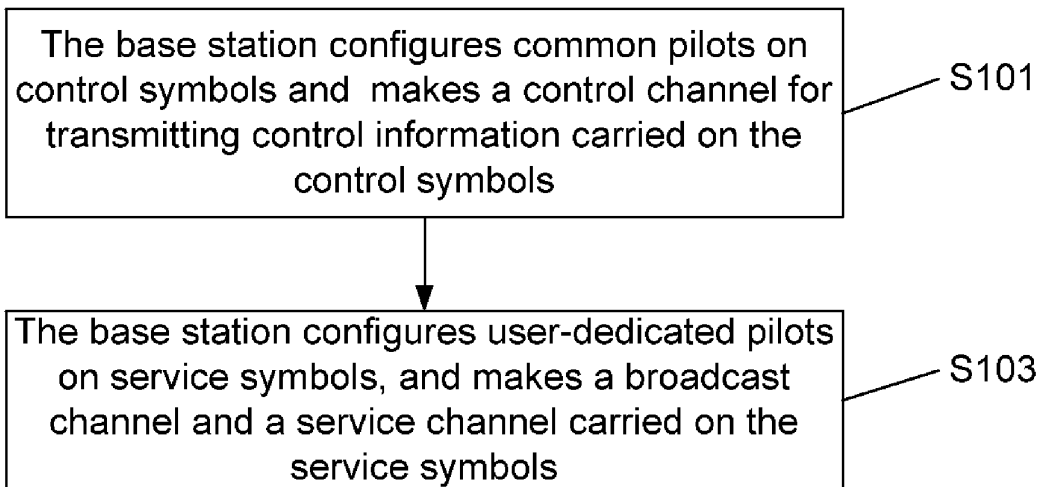 The base station configures common pilots on
control symbols and makes a control channel for
transmitting control information carried on the
control symbols
S101
The base station configures user-dedicated pilots
on service symbols, and makes a broadcast
channel and a service channel carried on the
service symbols
S103